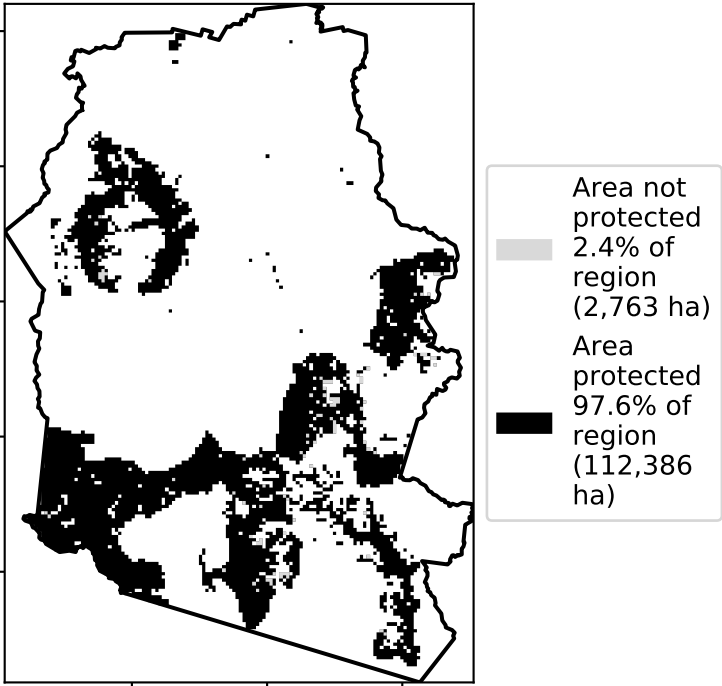 Area not
protected
2.4% of
region
(2,763 ha)
Area
protected
97.6% of
region
(112,386
ha)